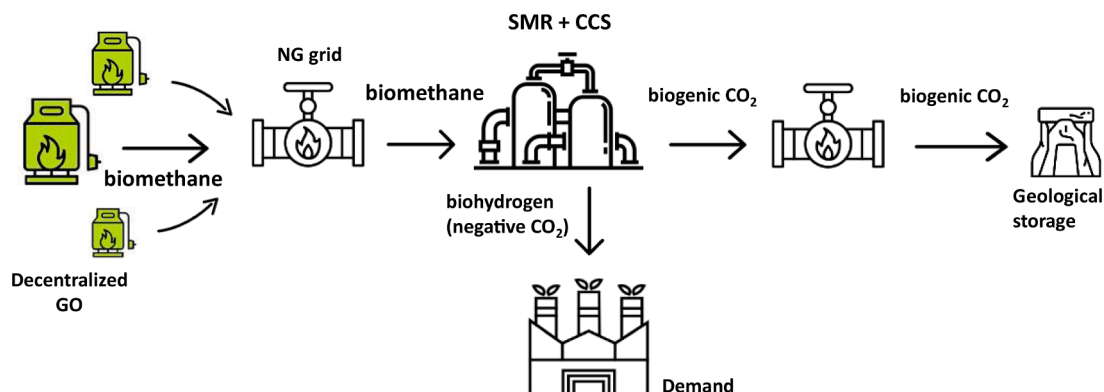 SMR + CCS
NG grid
biomethane
biogenic CO₂
biogenic CO₂
biomethane
biohydrogen
(negative CO₂)
Geological
storage
Decentralized
GO
Demand